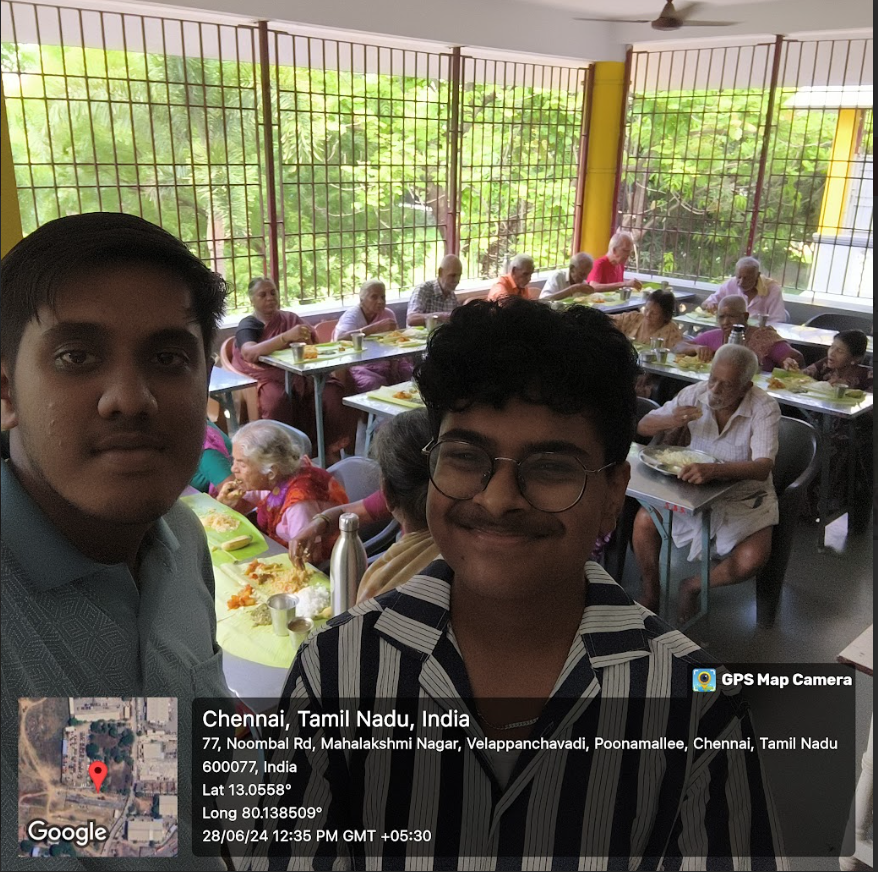 GPS Map Camera
Chennai, Tamil Nadu, India
77, Noombal Rd, Mahalakshmi Nagar, Velappanchavadi, Poonamallee, Chennai, Tamil Nadu
600077, India
Lat 13.0558°
Long 80.138509°
28/06/24 12:35 PM GMT +05:30
Google